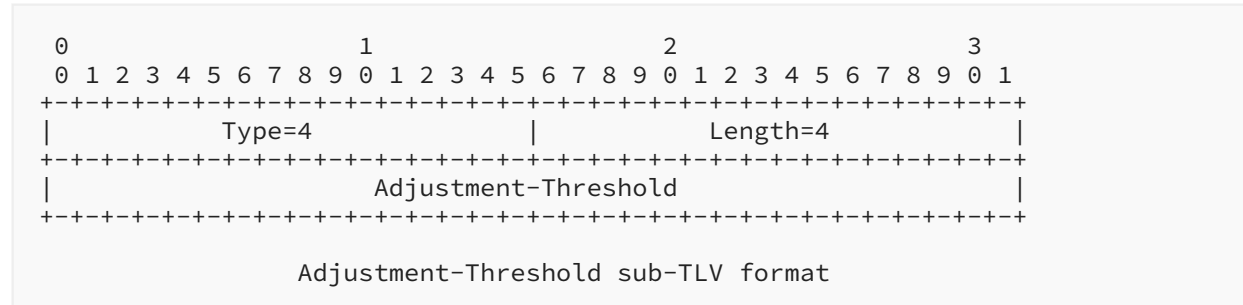 0                   1                   2                   3
 0 1 2 3 4 5 6 7 8 9 0 1 2 3 4 5 6 7 8 9 0 1 2 3 4 5 6 7 8 9 0 1
+-+-+-+-+-+-+-+-+-+-+-+-+-+-+-+-+-+-+-+-+-+-+-+-+-+-+-+-+-+-+-+-+
|           Type=4              |           Length=4            |
+-+-+-+-+-+-+-+-+-+-+-+-+-+-+-+-+-+-+-+-+-+-+-+-+-+-+-+-+-+-+-+-+
|                     Adjustment-Threshold                      |
+-+-+-+-+-+-+-+-+-+-+-+-+-+-+-+-+-+-+-+-+-+-+-+-+-+-+-+-+-+-+-+-+
                Adjustment-Threshold sub-TLV format